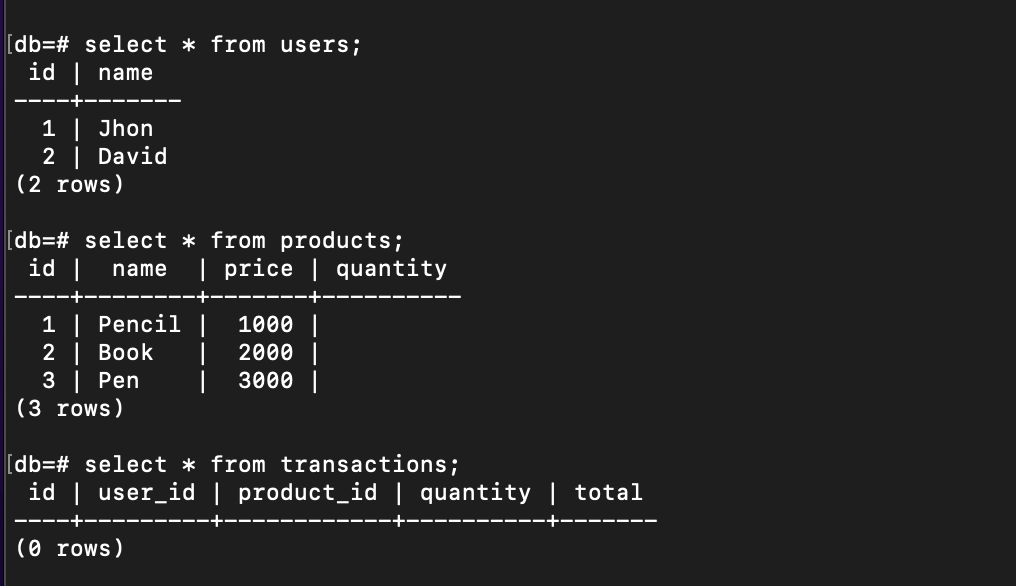 [db=# select * from users;
 id | name
----+-------
  1 | Jhon
  2 | David
(2 rows)
[db=# select * from products;
 id |  name  | price | quantity
----+--------+-------+----------
  1 | Pencil |  1000 |
  2 | Book   |  2000 |
  3 | Pen    |  3000 |
(3 rows)
[db=# select * from transactions;
 id | user_id | product_id | quantity | total
----+---------+------------+----------+-------
(0 rows)